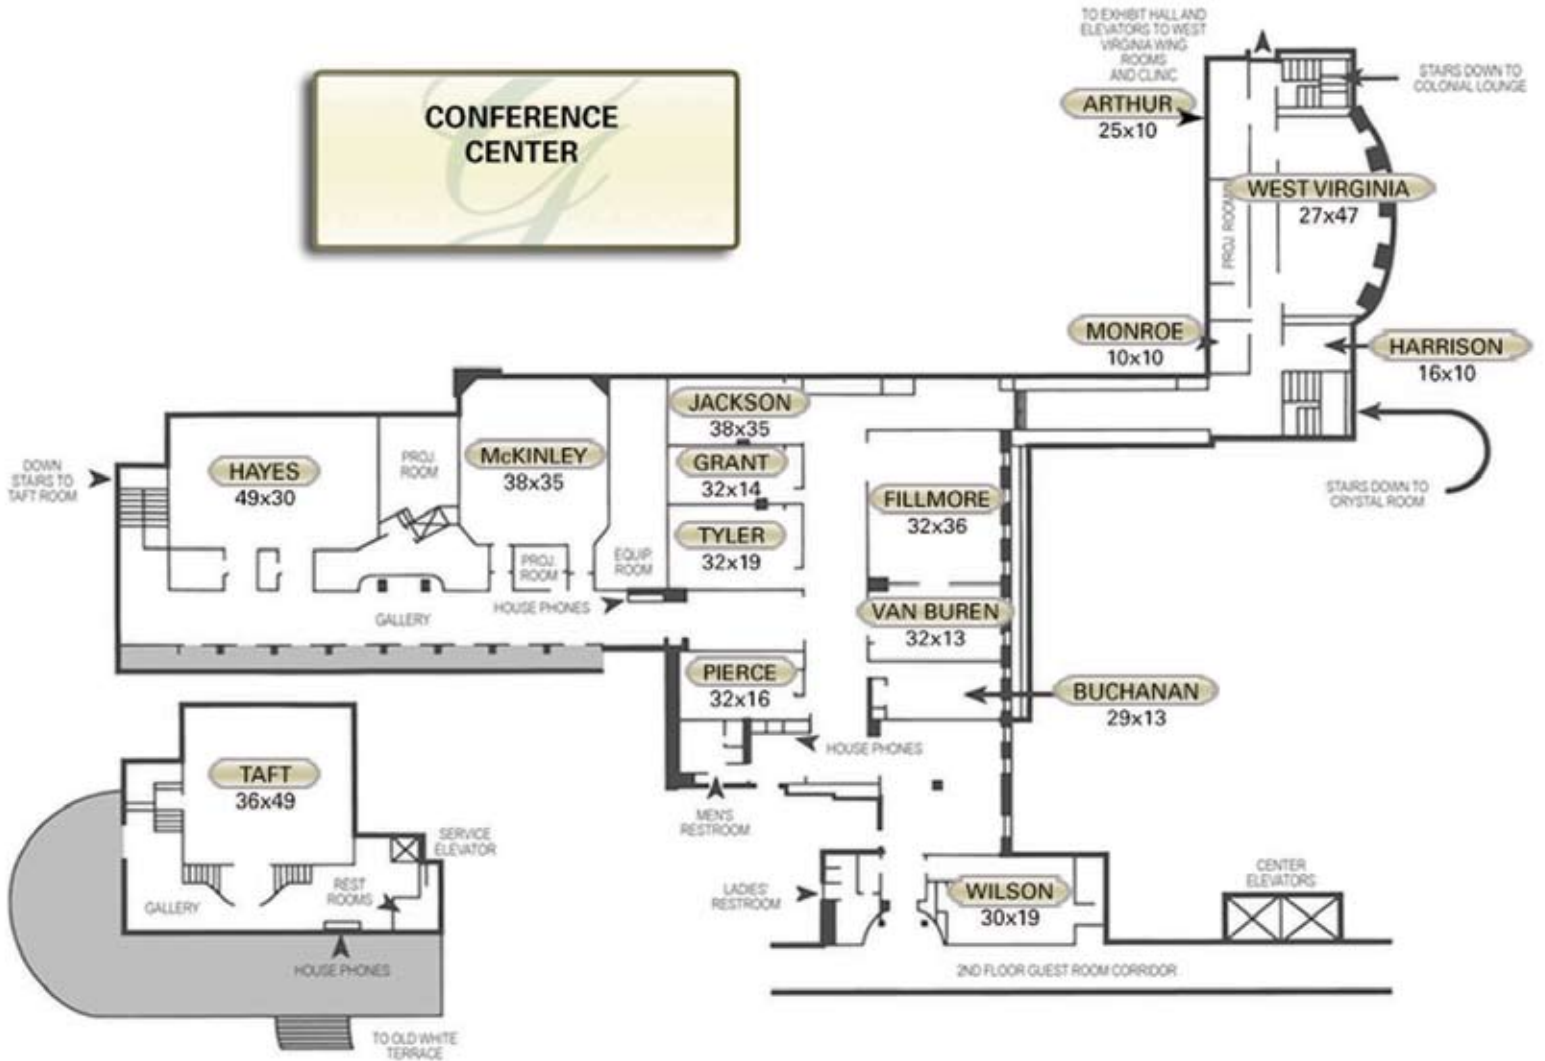 CONFERENCE
CENTER
TO EXHIBIT HALL AND
ELEVATORS TO WEST
VIRGINIA WING
ROOMS
AND CLINIC
STAIRS DOWN TO
COLONIAL LOUNGE
ARTHUR
25x10
WEST VIRGINIA
27x47
PROJ. ROOM
MONROE
10x10
HARRISON
16x10
STAIRS DOWN TO
CRYSTAL ROOM
DOWN
STAIRS TO
TAFT ROOM
HAYES
49x30
PROJ.
ROOM
McKINLEY
38x35
JACKSON
38x35
GRANT
32x14
TYLER
32x19
FILLMORE
32x36
PROJ.
ROOM
EQUIP.
ROOM
HOUSE PHONES
GALLERY
VAN BUREN
32x13
PIERCE
32x16
BUCHANAN
29x13
HOUSE PHONES
MEN'S
RESTROOM
TAFT
36x49
SERVICE
ELEVATOR
REST
ROOMS
GALLERY
HOUSE PHONES
TO OLD WHITE
TERRACE
LADIES'
RESTROOM
WILSON
30x19
CENTER
ELEVATORS
2ND FLOOR GUEST ROOM CORRIDOR